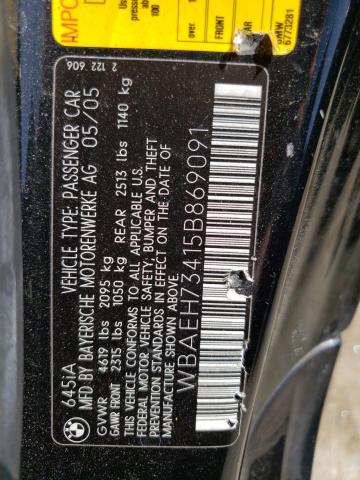 645iA 2 122 606
VEHICLE TYPE: PASSENGER CAR
MFD BY BAYERISCHE MOTORENWERKE AG 05/05
GVWR 4619 lbs 2095 kg
GAWR FRONT 2315 lbs 1050 kg REAR 2513 lbs 1140 kg
THIS VEHICLE CONFORMS TO ALL APPLICABLE U.S.
FEDERAL MOTOR VEHICLE SAFETY, BUMPER AND THEFT
PREVENTION STANDARDS IN EFFECT ON THE DATE OF
MANUFACTURE SHOWN ABOVE.
WBAEH73415B869091
100
FRONT
BMW
6773281